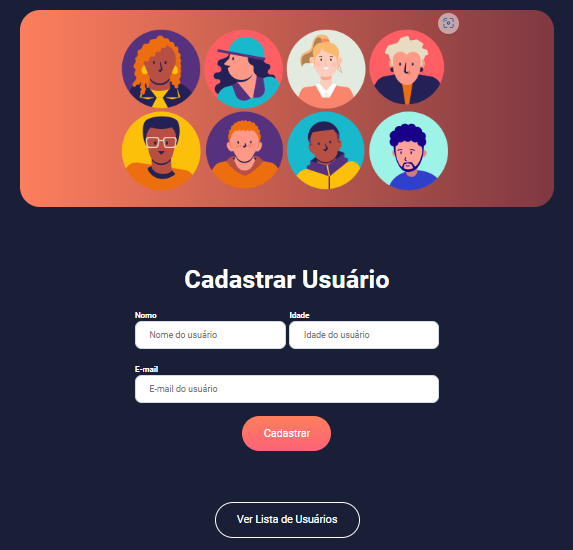 Cadastrar Usuário
Nome Idade
Nome do usuário Idade do usuário
E-mail
E-mail do usuário
Cadastrar
Ver Lista de Usuários